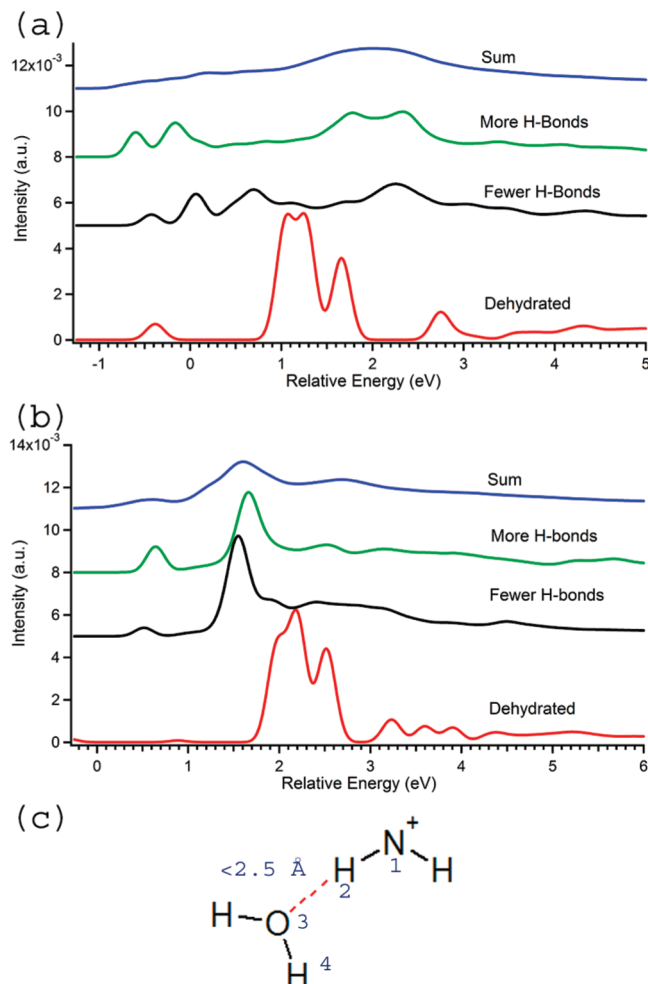 (a)
12x10⁻³
10
8
6
4
2
0
Intensity (a.u.)
Sum
More H-Bonds
Fewer H-Bonds
Dehydrated
-1 0 1 2 3 4 5
Relative Energy (eV)
(b)
14x10⁻³
12
10
8
6
4
2
0
Intensity (a.u.)
Sum
More H-bonds
Fewer H-bonds
Dehydrated
0 1 2 3 4 5 6
Relative Energy (eV)
(c)
+
N
<2.5 Å
H 1 H
2
H O 3
H 4